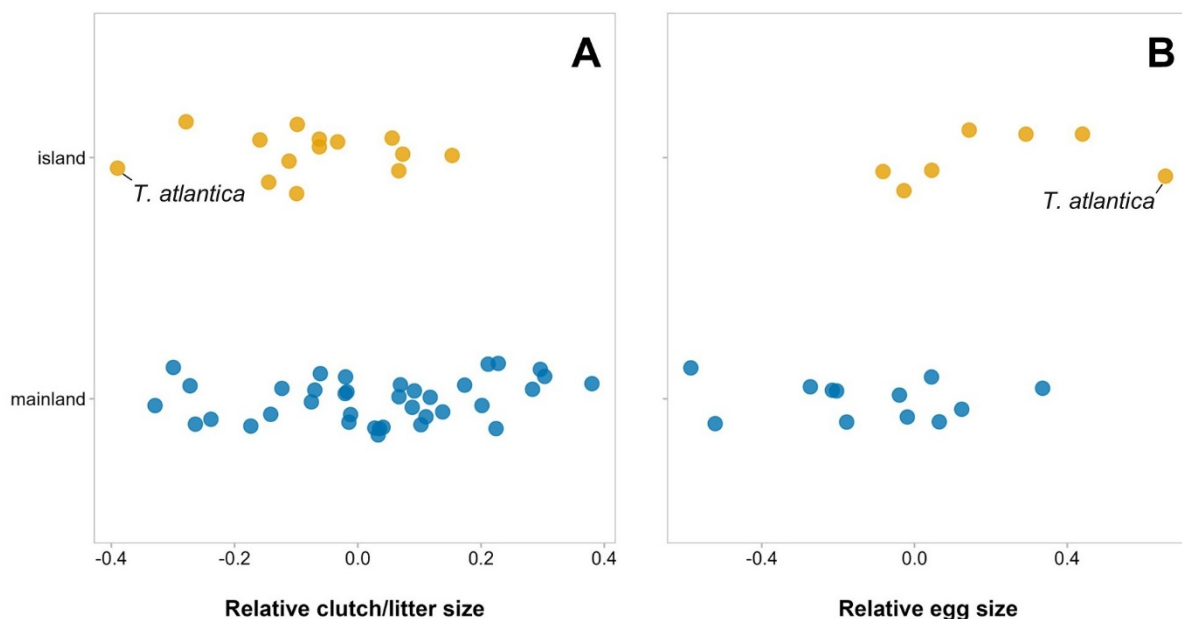 A
B
island
T. atlantica
T. atlantica
mainland
-0.4
-0.2
0.0
0.2
0.4
-0.4
0.0
0.4
Relative clutch/litter size
Relative egg size